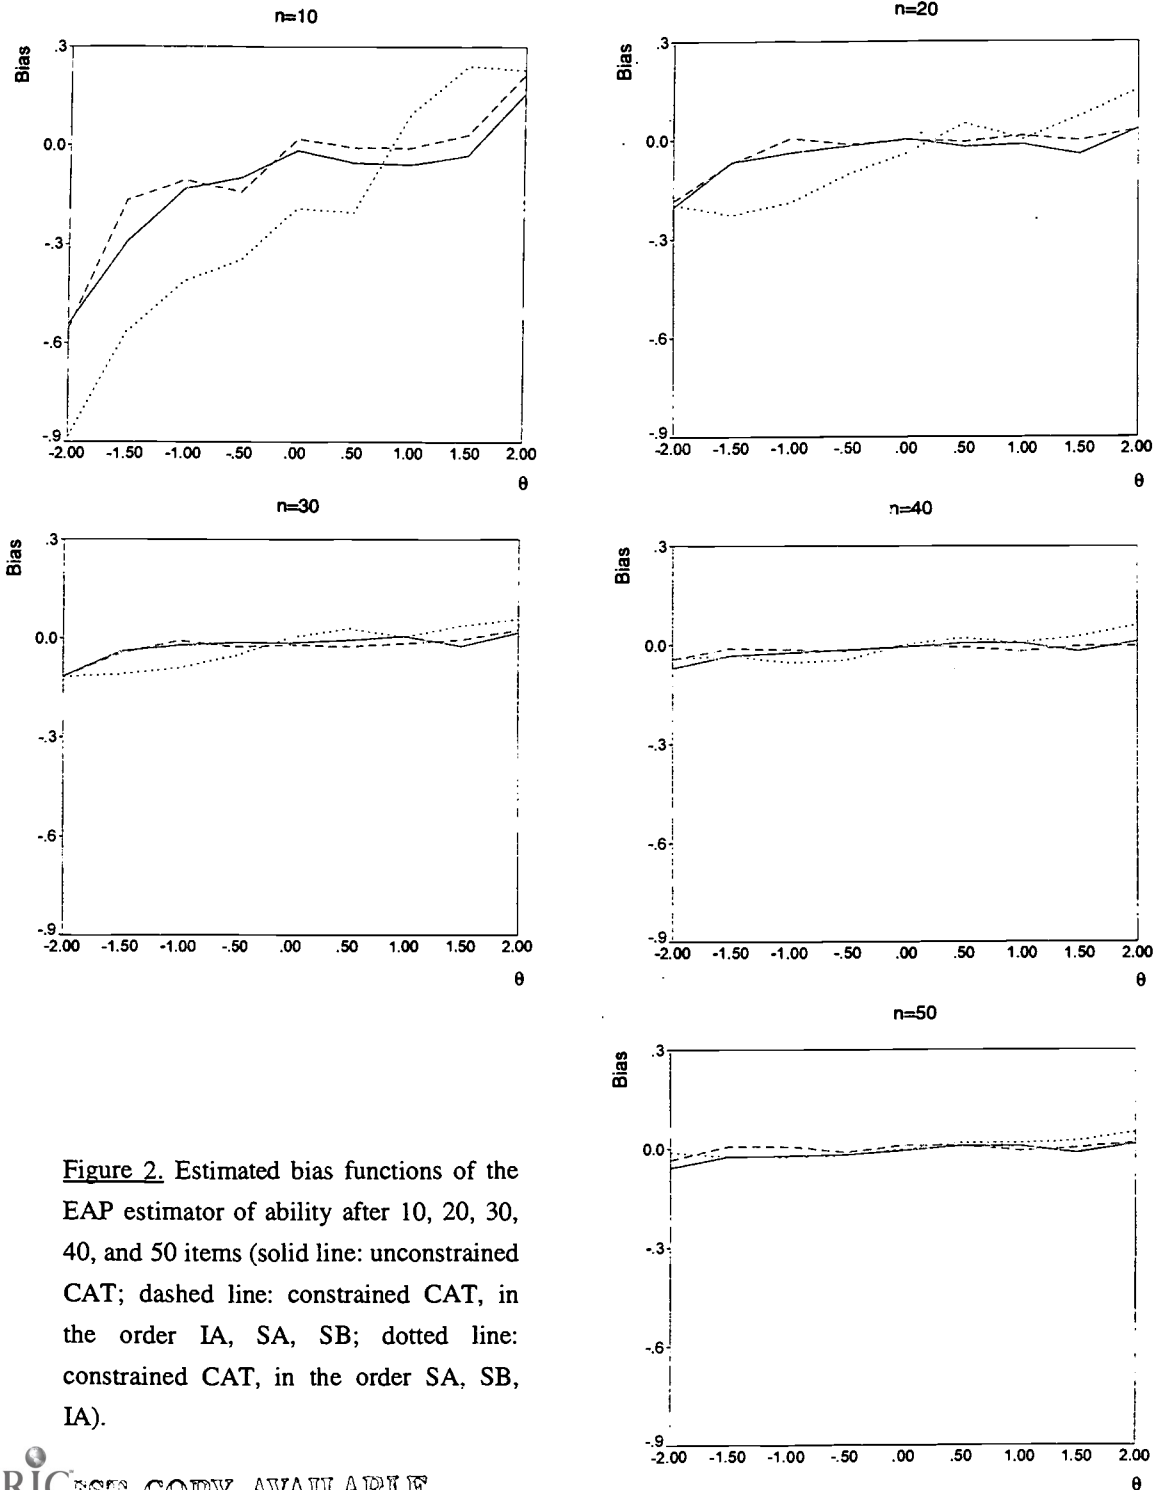 n=10
Bias
.3
0.0
-.3
-.6
-.9
-2.00 -1.50 -1.00 -.50 .00 .50 1.00 1.50 2.00
θ
n=20
Bias
.3
0.0
-.3
-.6
-.9
-2.00 -1.50 -1.00 -.50 .00 .50 1.00 1.50 2.00
θ
n=30
Bias
.3
0.0
-.3
-.6
-.9
-2.00 -1.50 -1.00 -.50 .00 .50 1.00 1.50 2.00
θ
n=40
Bias
.3
0.0
-.3
-.6
-.9
-2.00 -1.50 -1.00 -.50 .00 .50 1.00 1.50 2.00
θ
n=50
Bias
.3
0.0
-.3
-.6
-.9
-2.00 -1.50 -1.00 -.50 .00 .50 1.00 1.50 2.00
θ
Figure 2. Estimated bias functions of the
EAP estimator of ability after 10, 20, 30,
40, and 50 items (solid line: unconstrained
CAT; dashed line: constrained CAT, in
the order IA, SA, SB; dotted line:
constrained CAT, in the order SA, SB,
IA).
COPY AVAILABLE